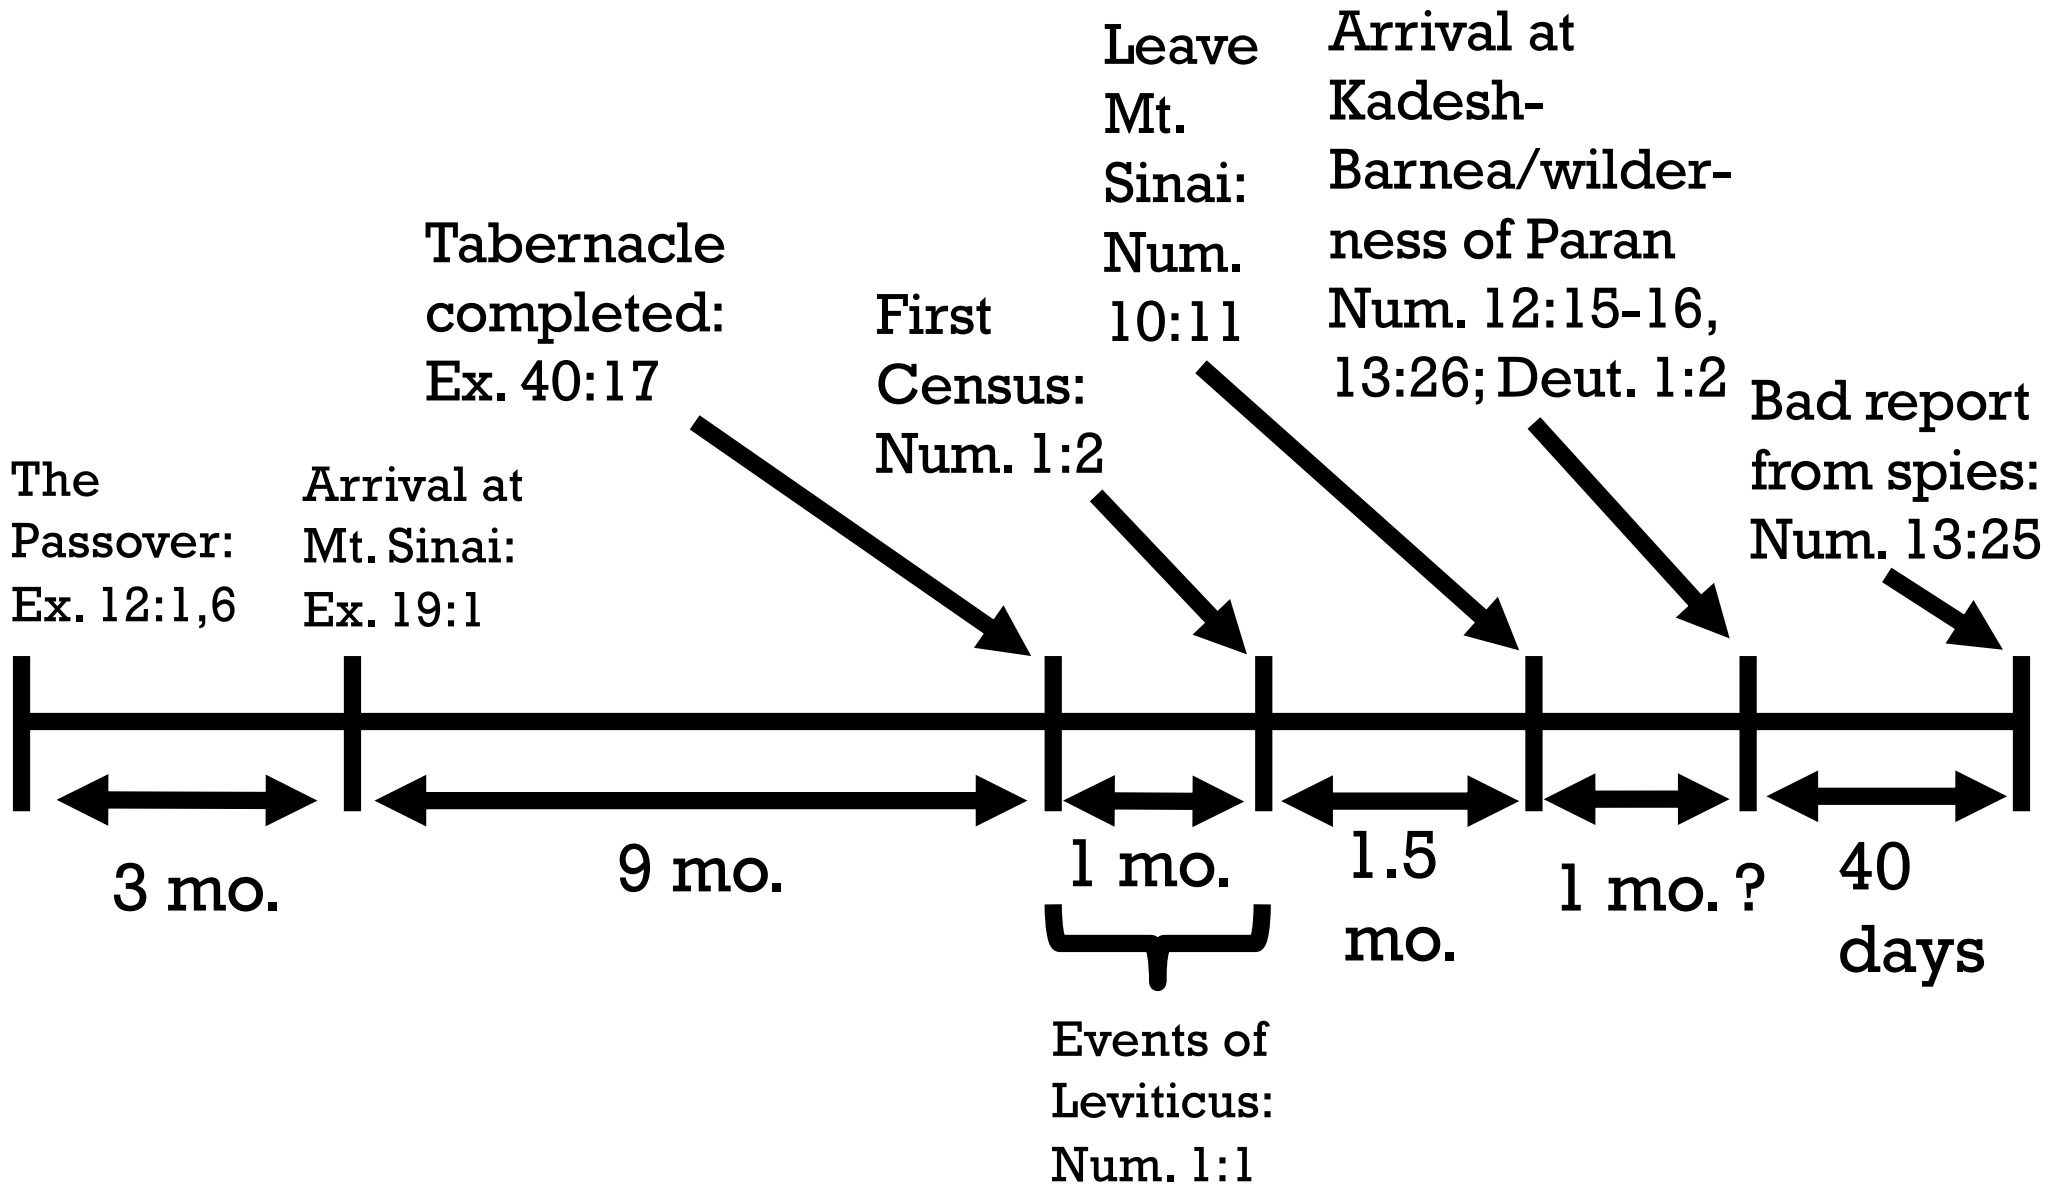 The
Passover:
Ex. 12:1,6
Arrival at
Mt. Sinai:
Ex. 19:1
Tabernacle
completed:
Ex. 40:17
First
Census:
Num. 1:2
Leave
Mt.
Sinai:
Num.
10:11
Arrival at
Kadesh-
Barnea/wilder-
ness of Paran
Num. 12:15-16,
13:26; Deut. 1:2
Bad report
from spies:
Num. 13:25
3 mo.
9 mo.
1 mo.
1.5
mo.
1 mo. ?
40
days
Events of
Leviticus:
Num. 1:1